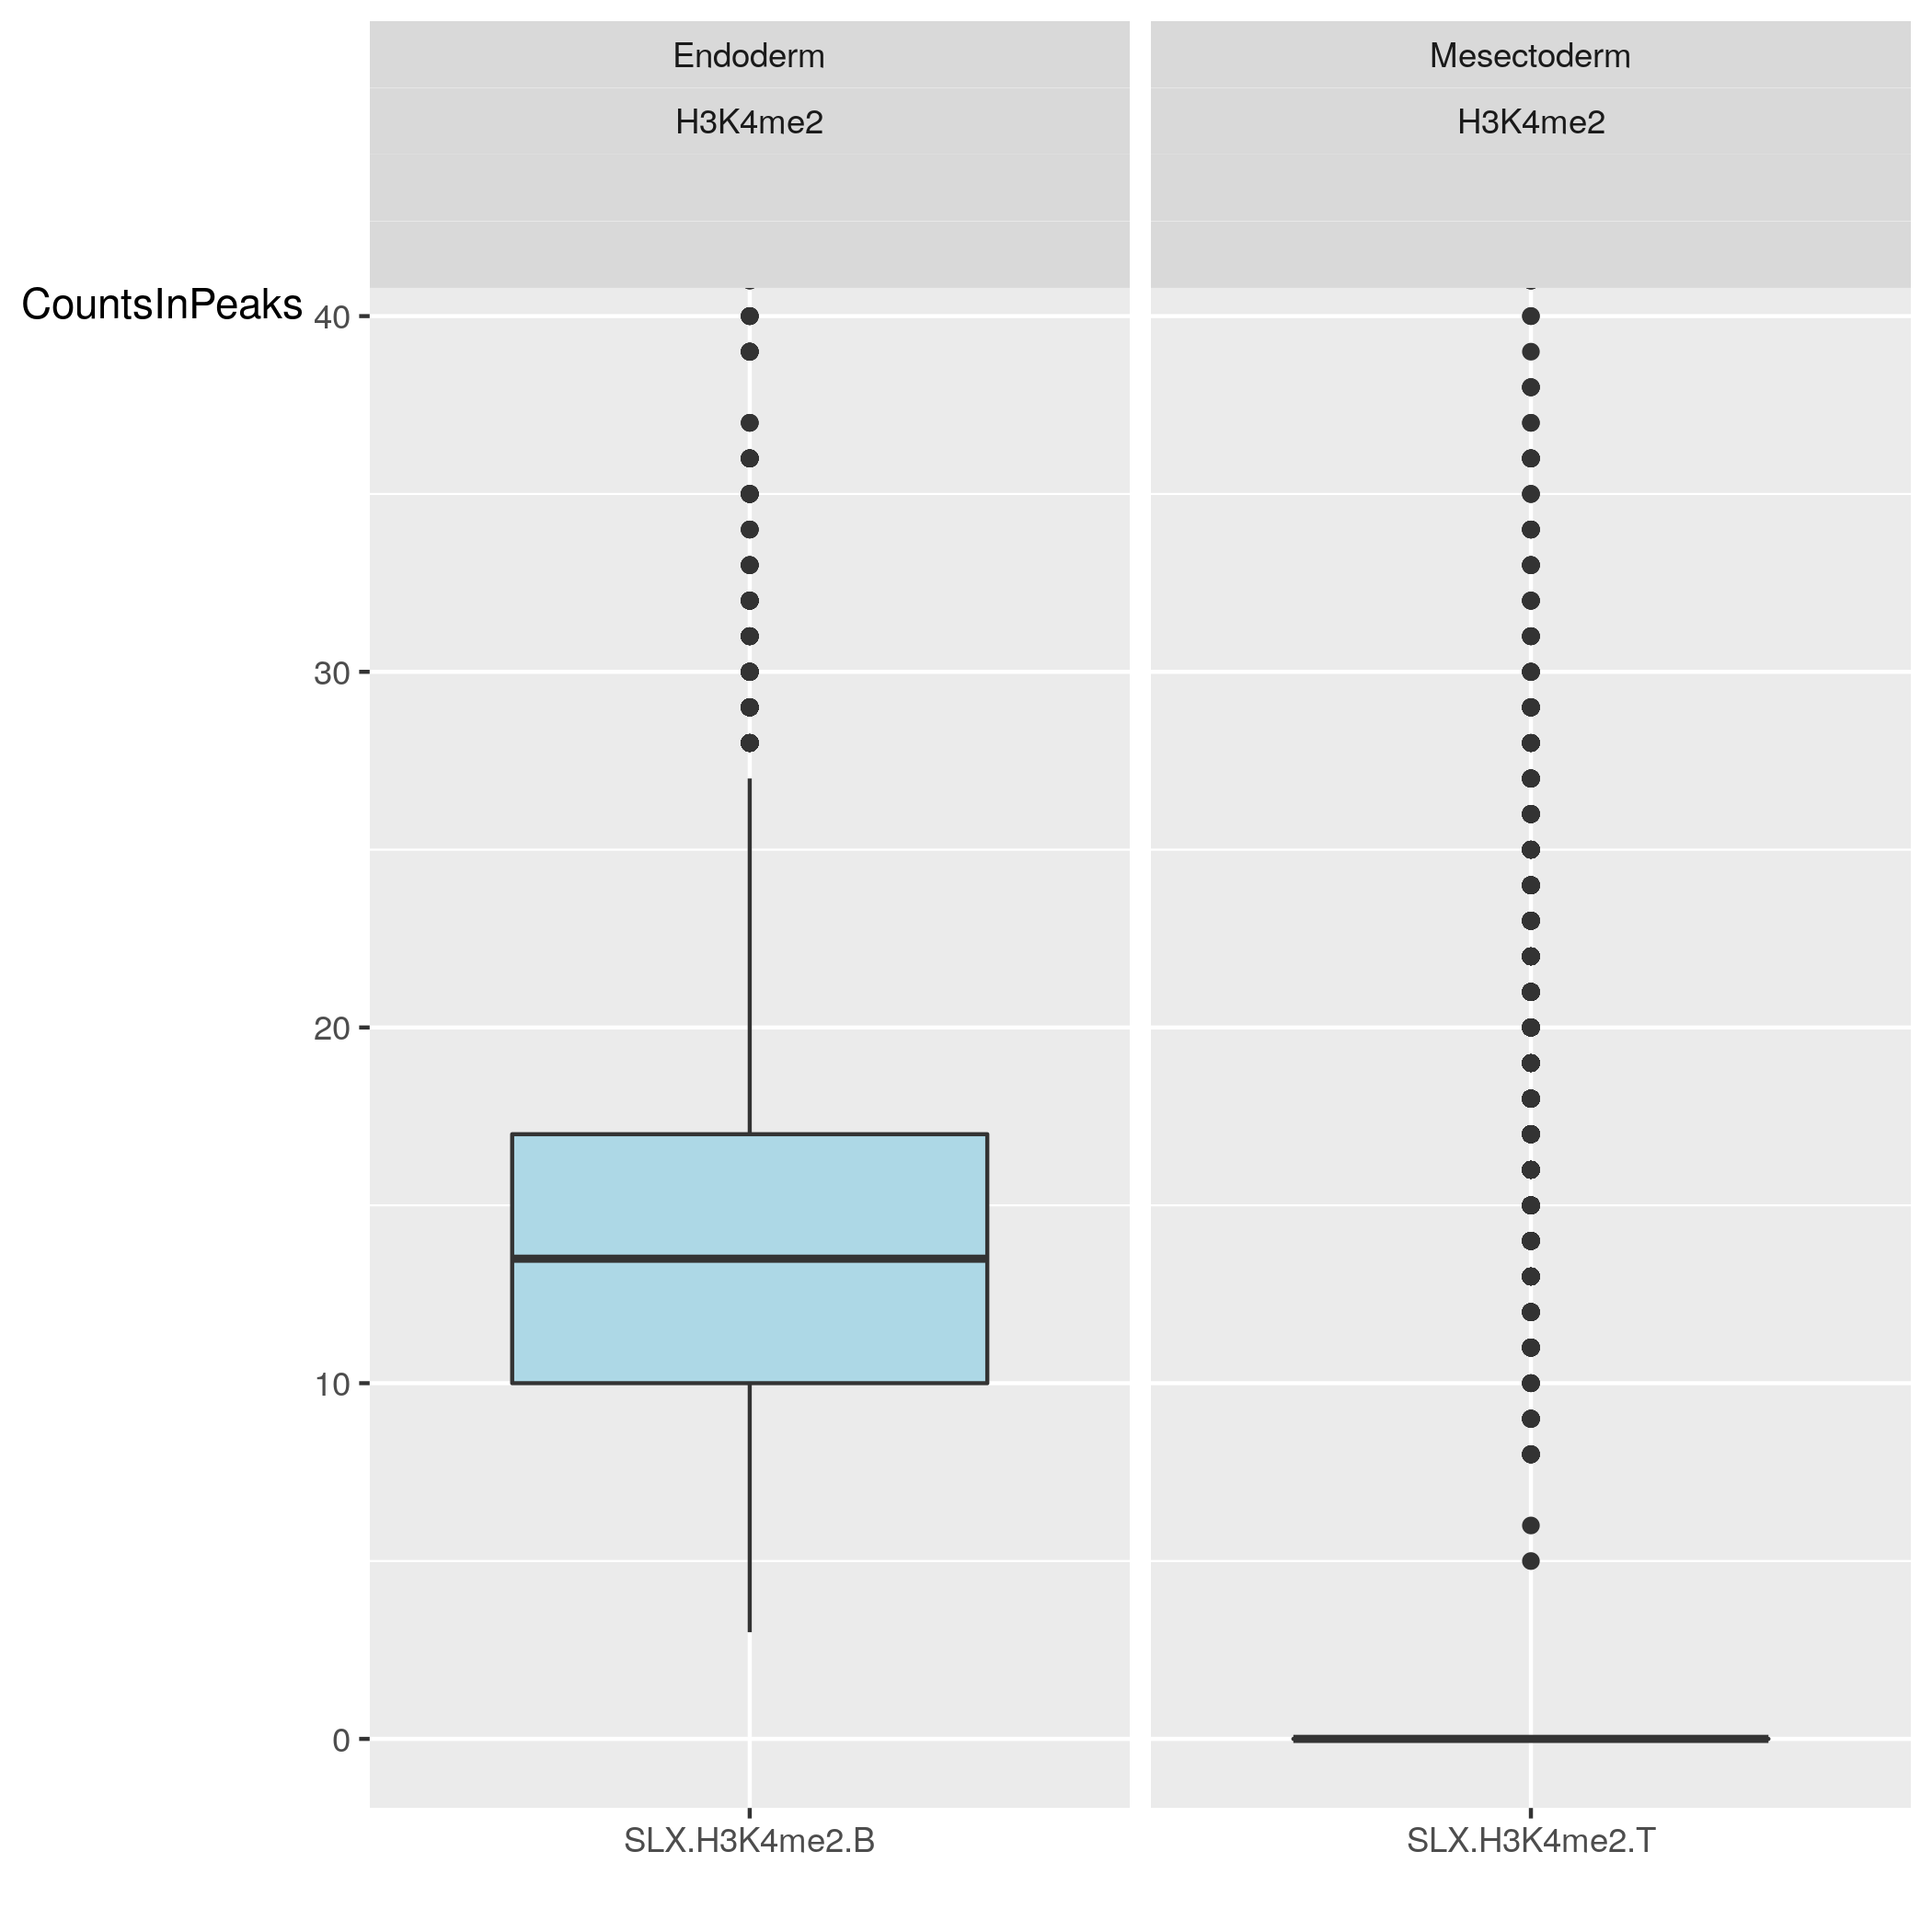 Endoderm
Mesectoderm
H3K4me2
H3K4me2
CountsInPeaks
40
30
20
10
0
SLX.H3K4me2.B
SLX.H3K4me2.T